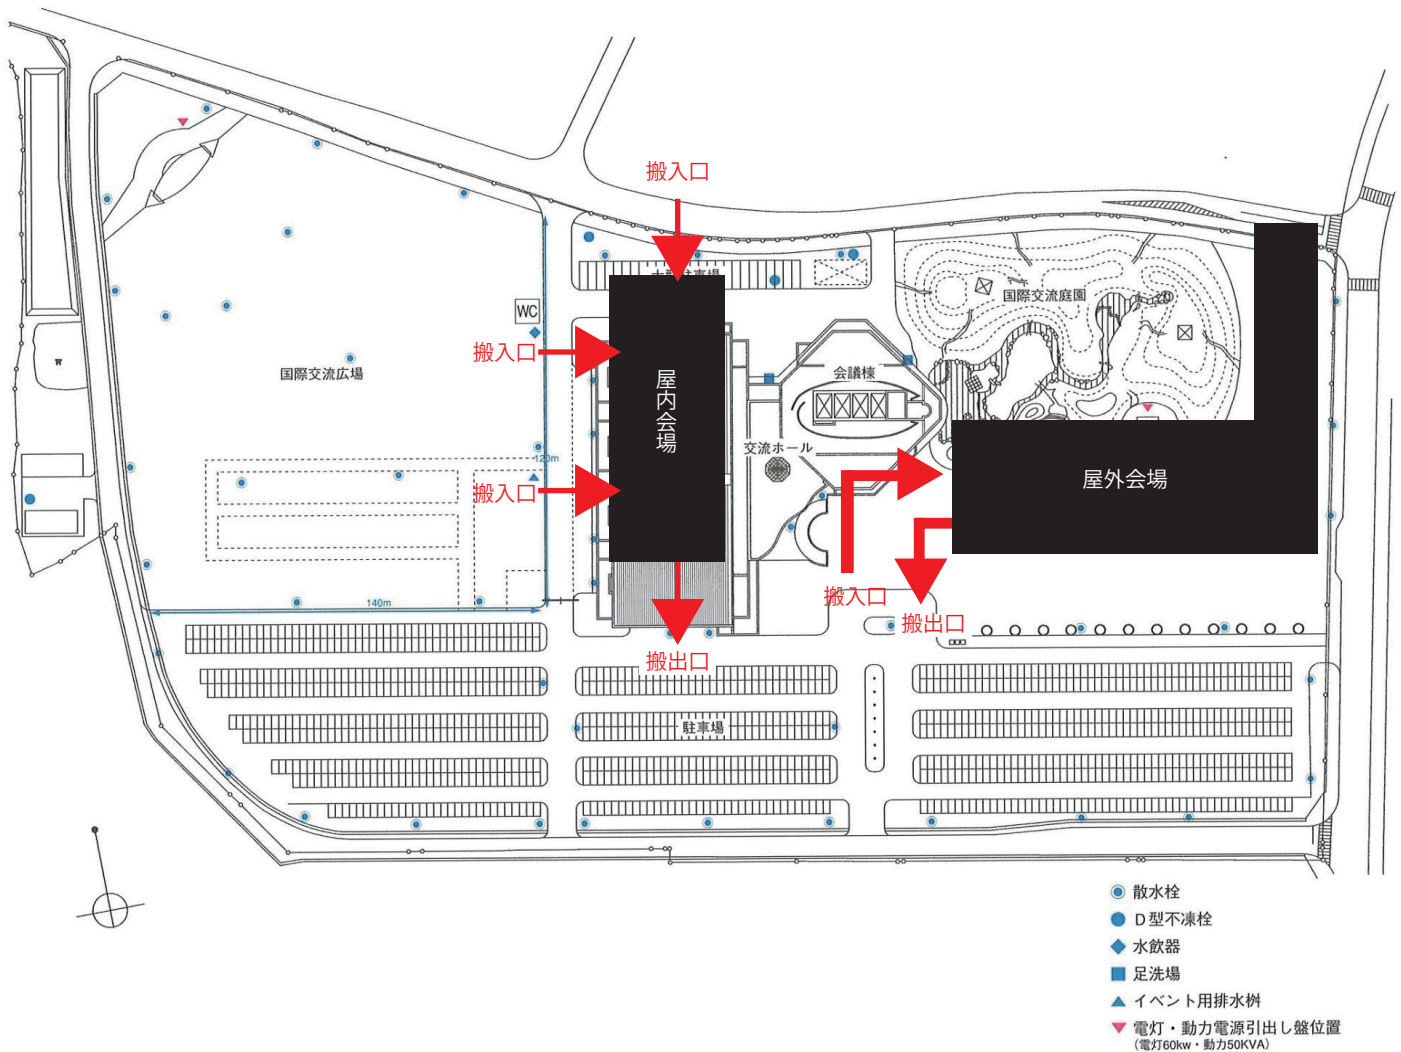 搬入口
大型駐車場
国際交流庭園
WC
搬入口
国際交流広場
屋内会場
会議棟
交流ホール
120m
搬入口
屋外会場
搬入口
搬出口
140m
搬出口
駐車場
散水栓
D型不凍栓
水飲器
足洗場
イベント用排水桝
電灯・動力電源引出し盤位置
(電灯60kw・動力50KVA)